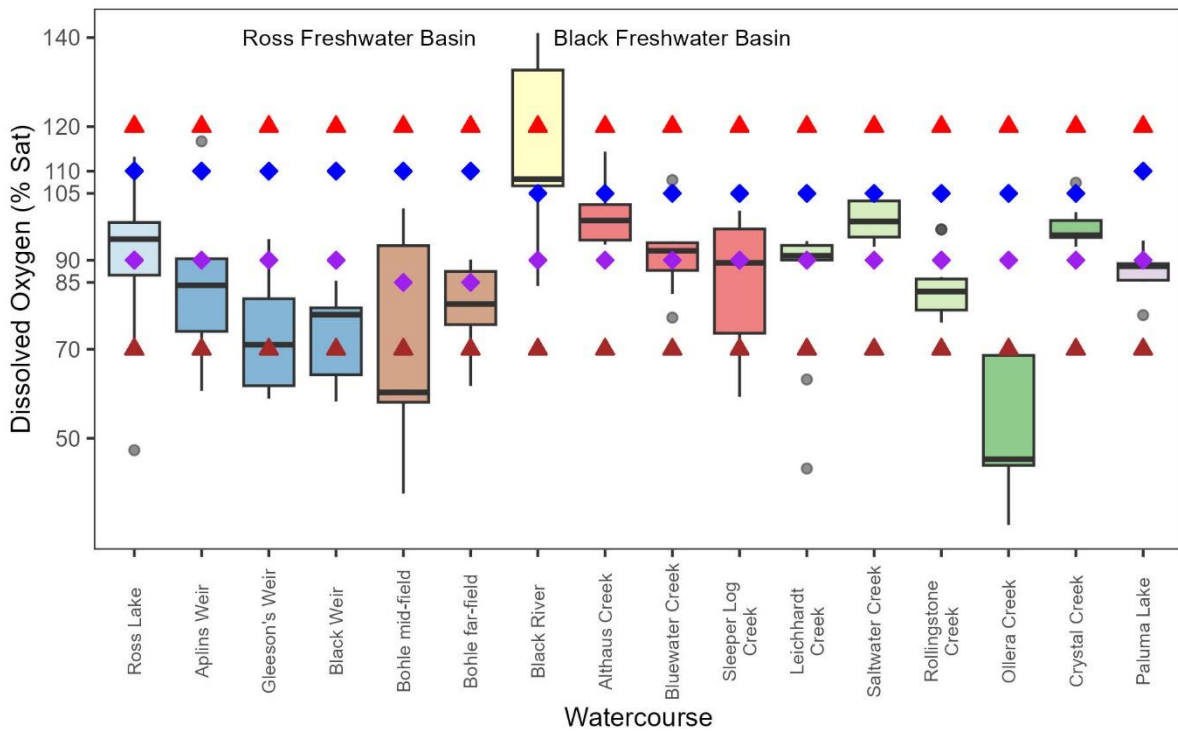 Ross Freshwater Basin
Black Freshwater Basin
Dissolved Oxygen (% Sat)
140
120
110
105
90
85
70
50
Ross Lake
Aplins Weir
Gleeson's Weir
Black Weir
Bohle mid-field
Bohle far-field
Black River
Althaus Creek
Bluewater Creek
Sleeper Log
Creek
Leichhardt
Creek
Saltwater Creek
Rollingstone
Creek
Ollera Creek
Crystal Creek
Paluma Lake
Watercourse